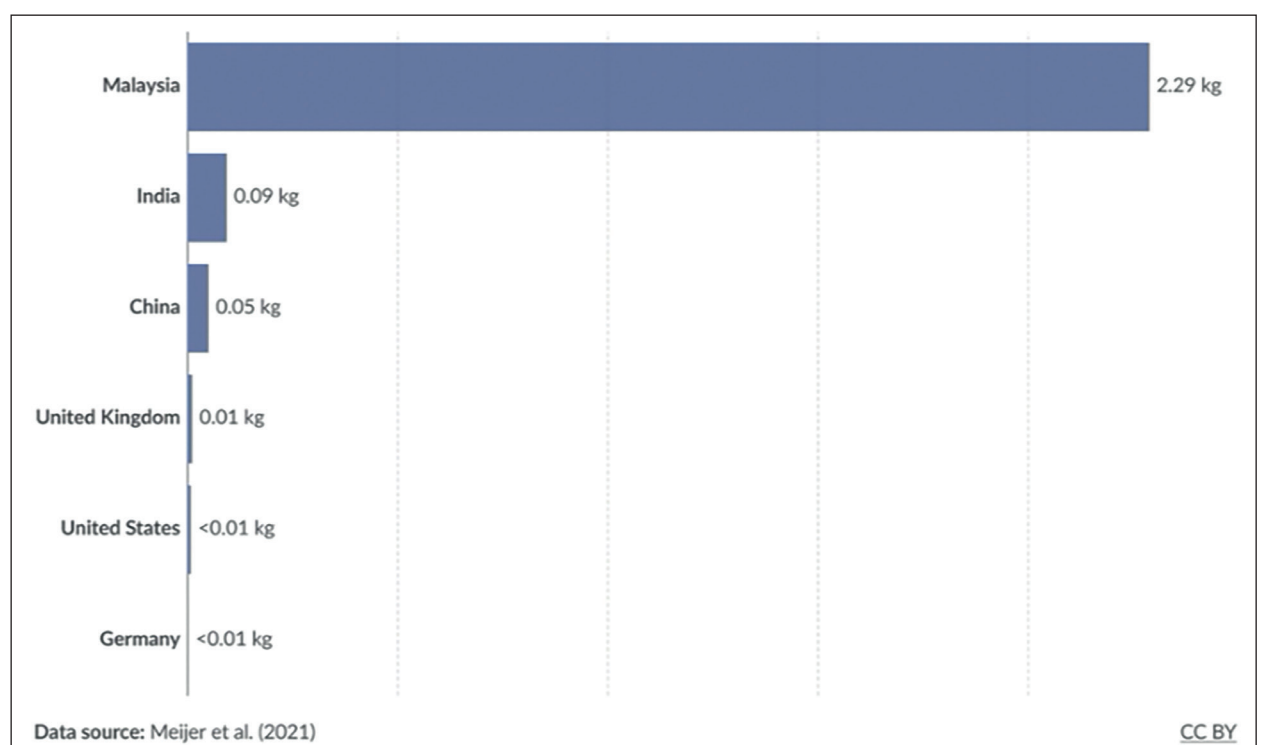 Malaysia 2.29 kg
India 0.09 kg
China 0.05 kg
United Kingdom 0.01 kg
United States <0.01 kg
Germany <0.01 kg
Data source: Meijer et al. (2021) CC BY